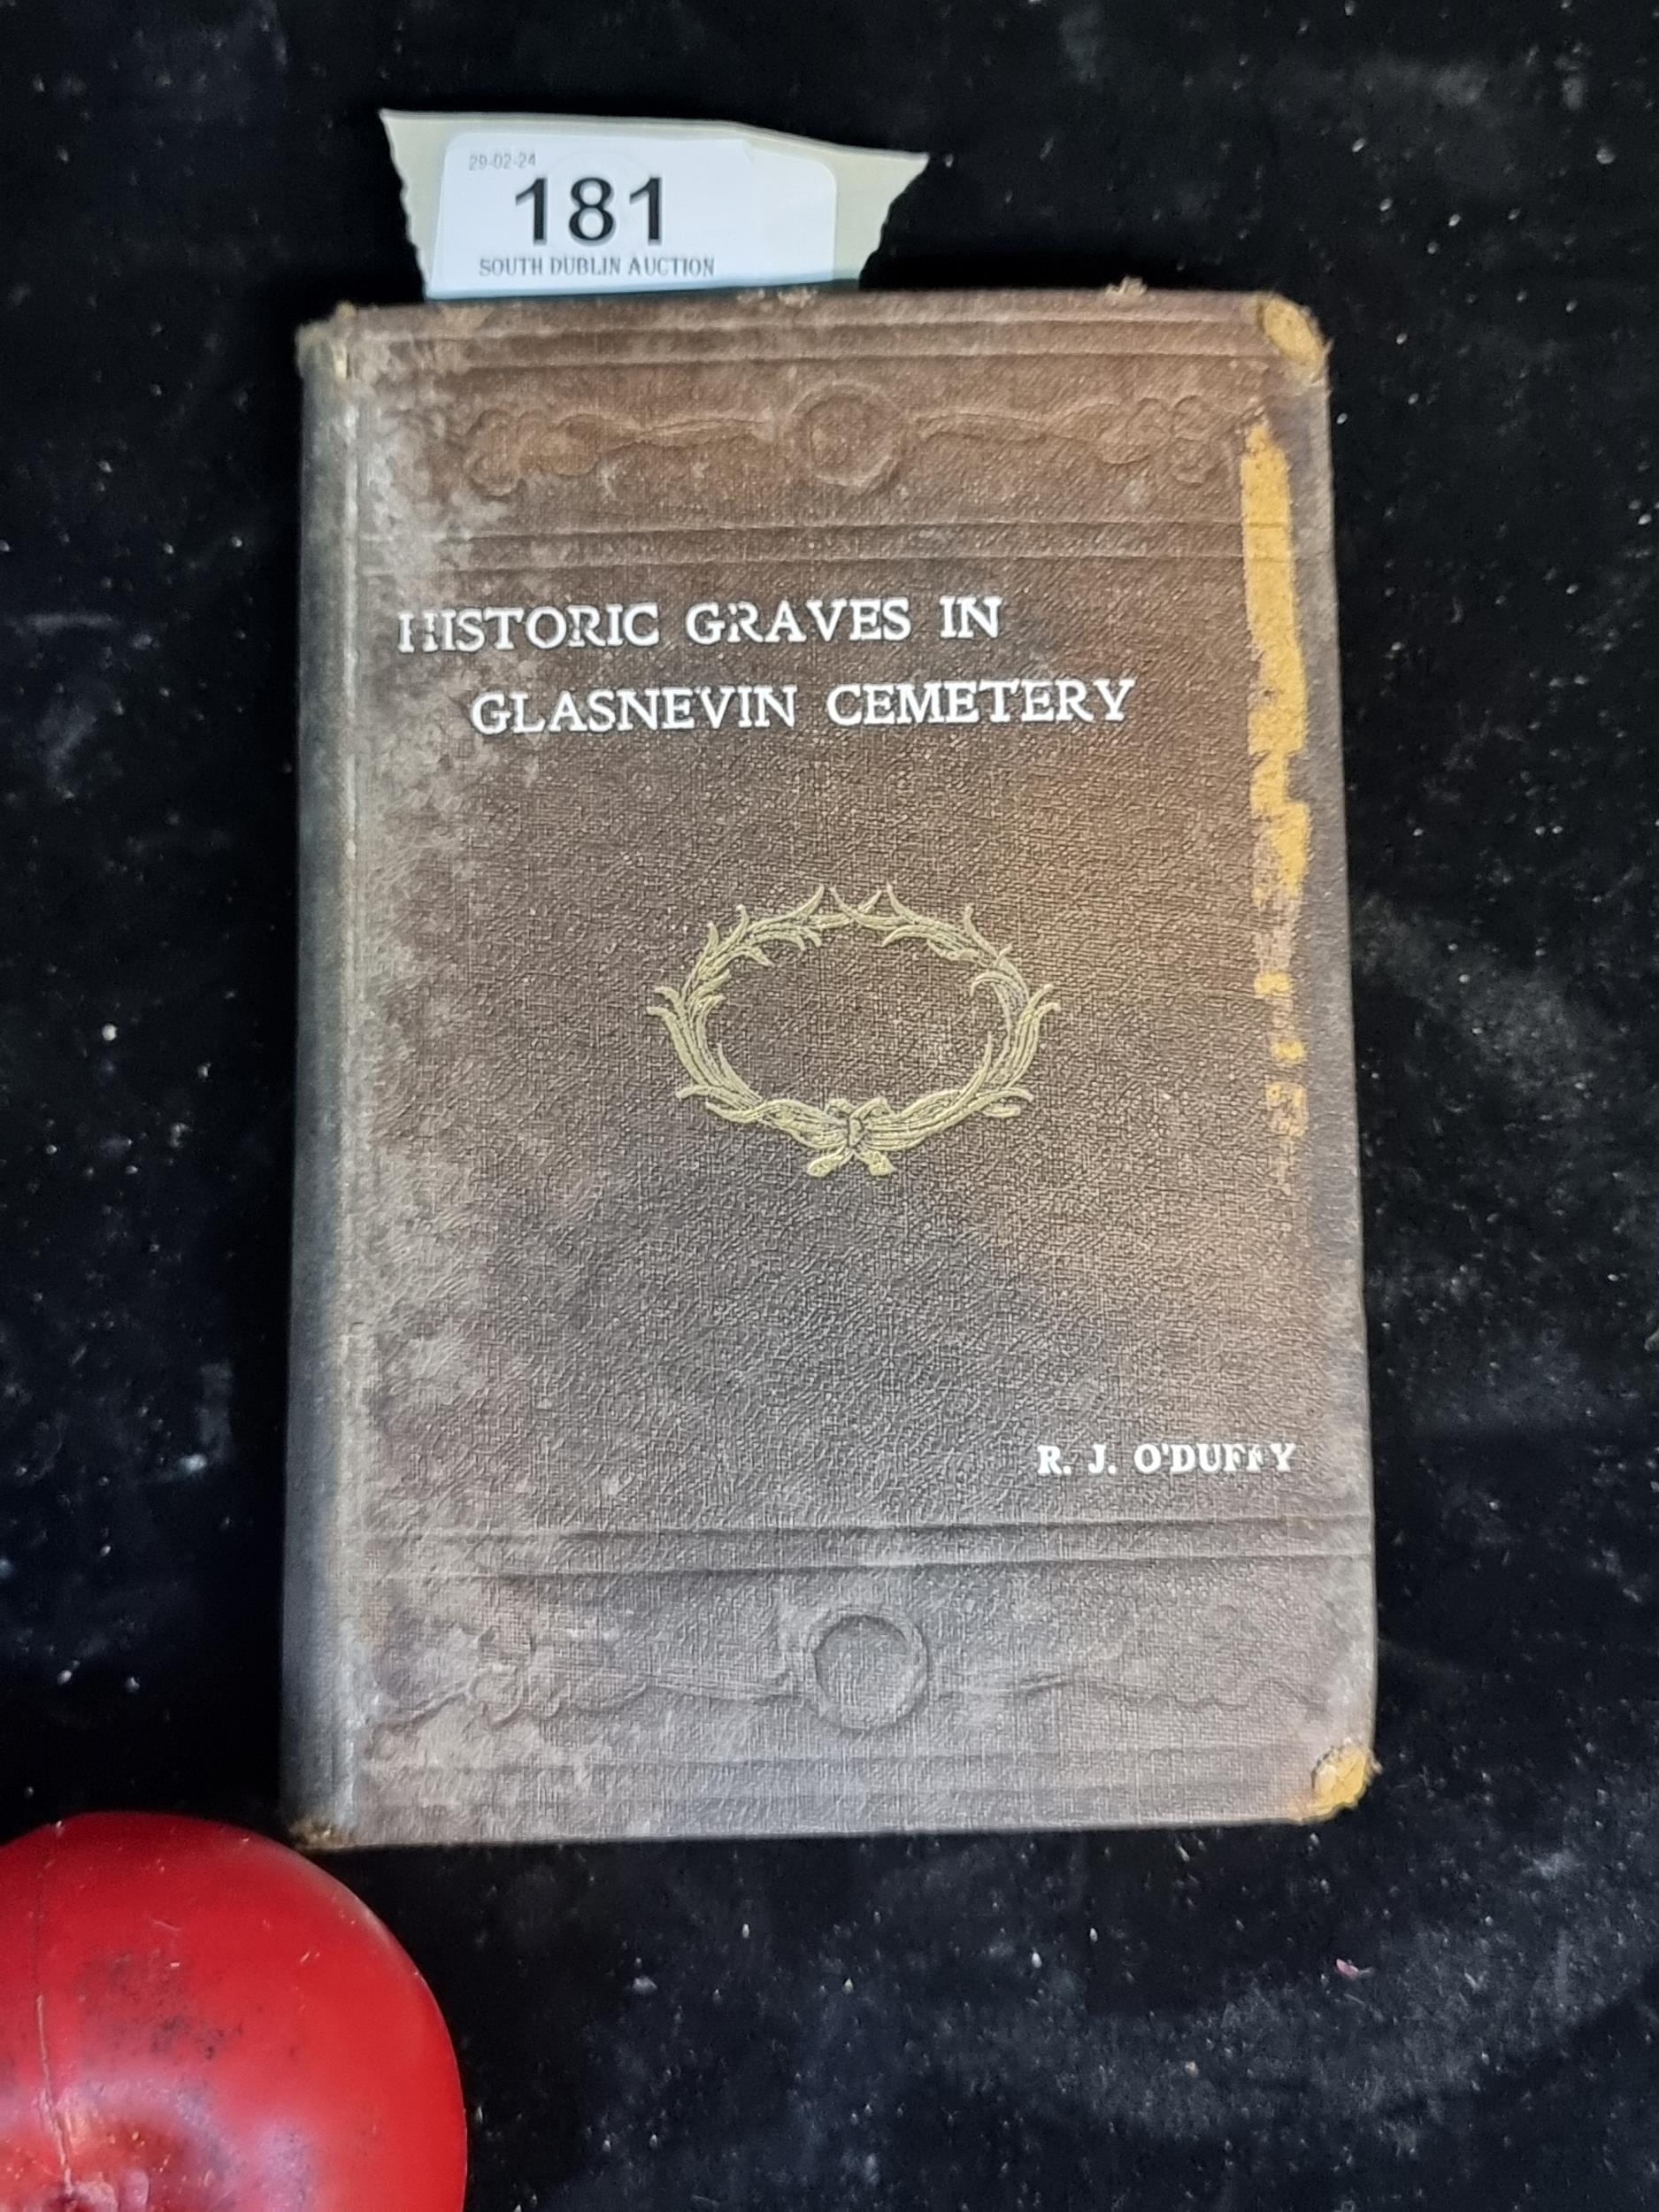 29-02-24
181
SOUTH DUBLIN AUCTION
HISTORIC GRAVES IN
GLASNEVIN CEMETERY
R. J. O'DUFFY